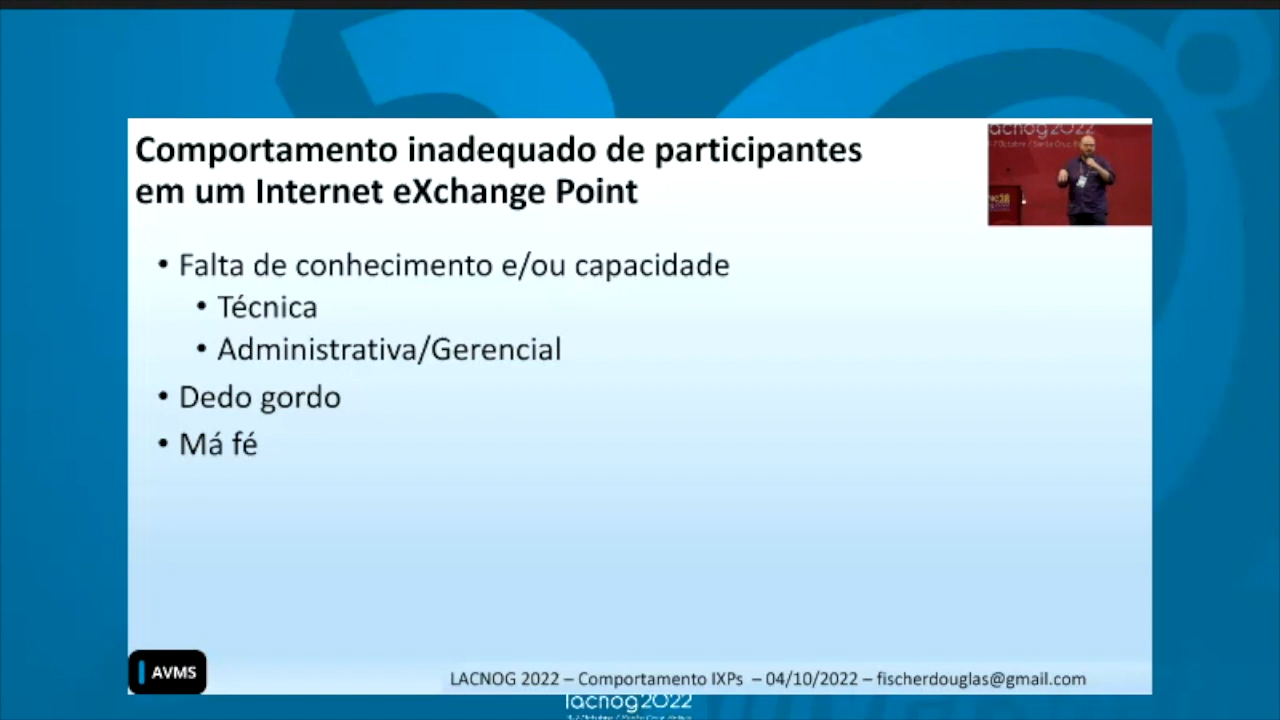 Comportamento inadequado de participantes
em um Internet eXchange Point
lacnog2022
• Falta de conhecimento e/ou capacidade
• Técnica
• Administrativa/Gerencial
• Dedo gordo
• Má fé
AVMS
LACNOG 2022 – Comportamento IXPs – 04/10/2022 – fischerdouglas@gmail.com
lacnog2022